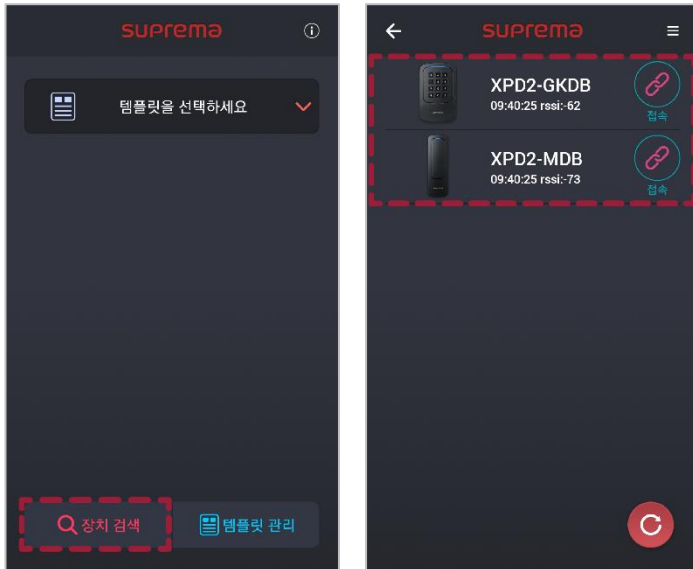 suprema
템플릿을 선택하세요
장치 검색
템플릿 관리
suprema
XPD2-GKDB
09:40:25 rssi:-62
접속
XPD2-MDB
09:40:25 rssi:-73
접속